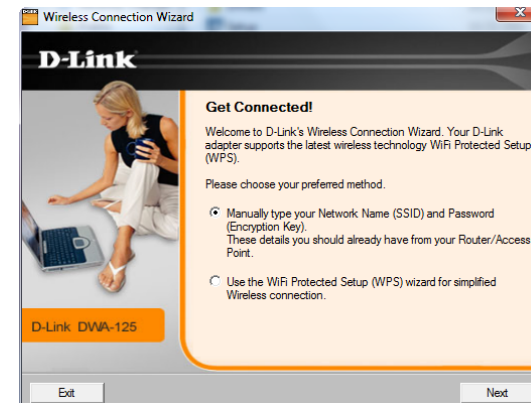 Wireless Connection Wizard
D-Link
Get Connected!
Welcome to D-Link's Wireless Connection Wizard. Your D-Link
adapter supports the latest wireless technology WiFi Protected Setup
(WPS).
Please choose your preferred method.
Manually type your Network Name (SSID) and Password
(Encryption Key).
These details you should already have from your Router/Access
Point.
Use the WiFi Protected Setup (WPS) wizard for simplified
Wireless connection.
D-Link DWA-125
Exit
Next